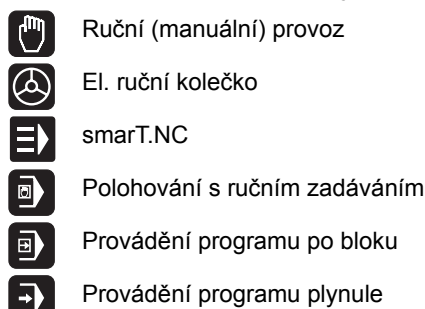 Ruční (manuální) provoz
El. ruční kolečko
smarT.NC
Polohování s ručním zadáváním
Provádění programu po bloku
Provádění programu plynule